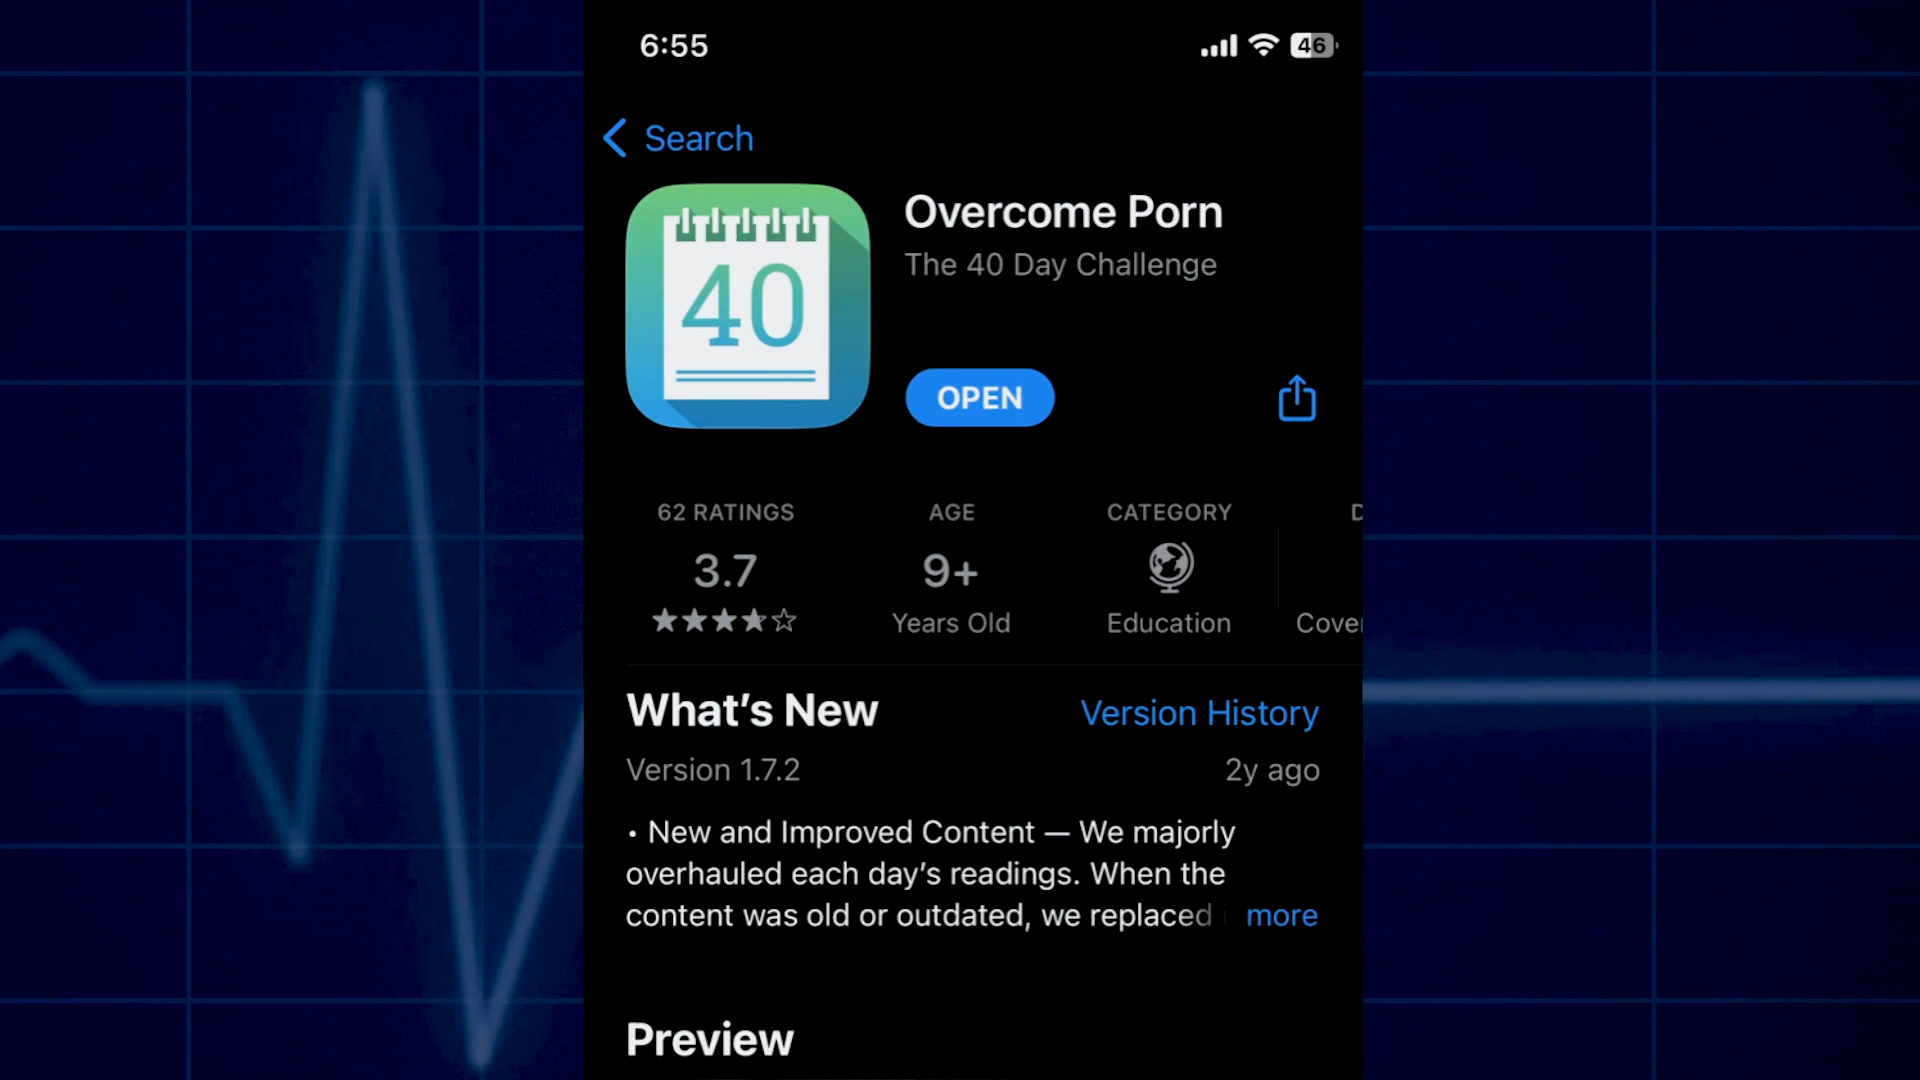 6:55
46
Search
40
Overcome Porn
The 40 Day Challenge
OPEN
62 RATINGS
AGE
CATEGORY
3.7
9+
Years Old
Education
What's New
Version History
Version 1.7.2
2y ago
• New and Improved Content — We majorly
overhauled each day's readings. When the
content was old or outdated, we replaced
more
Preview